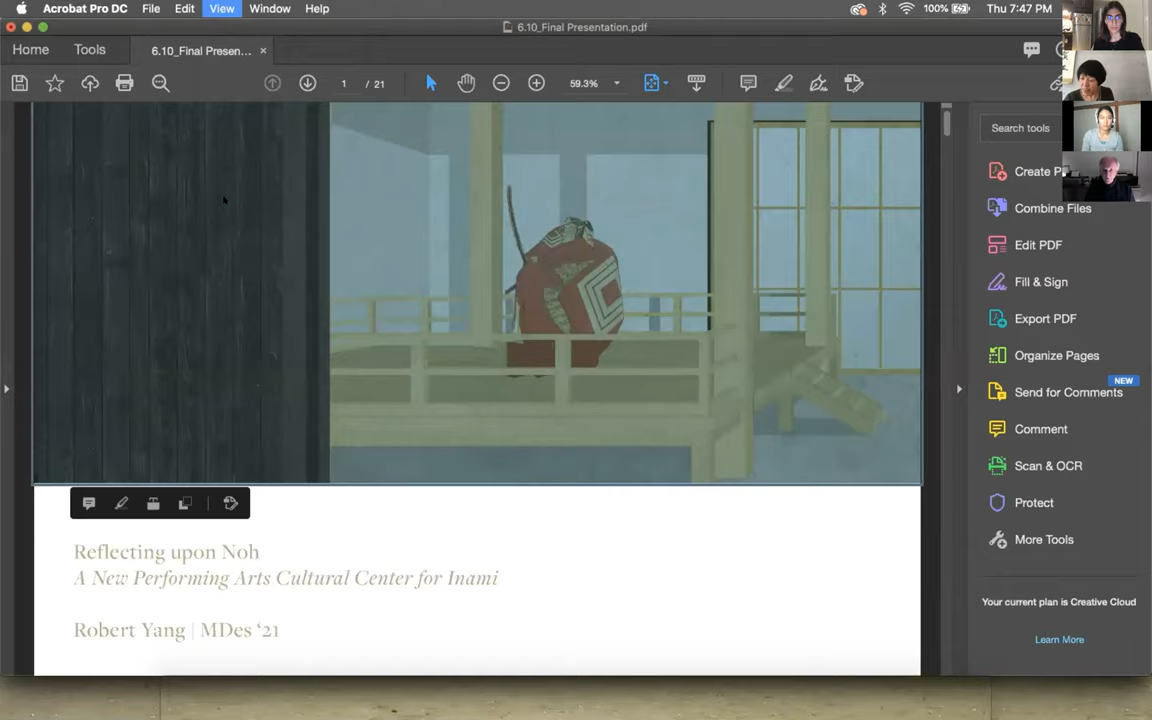 Acrobat Pro DC File Edit View Window Help 100% Thu 7:47 PM
6.10_Final Presentation.pdf
Home Tools 6.10_Final Presen... ×
1 / 21 59.3%
Search tools
Create P
Combine Files
Edit PDF
Fill & Sign
Export PDF
Organize Pages
NEW
Send for Comments
Comment
Scan & OCR
Protect
More Tools
Your current plan is Creative Cloud
Learn More
Reflecting upon Noh
A New Performing Arts Cultural Center for Inami
Robert Yang | MDes ‘21